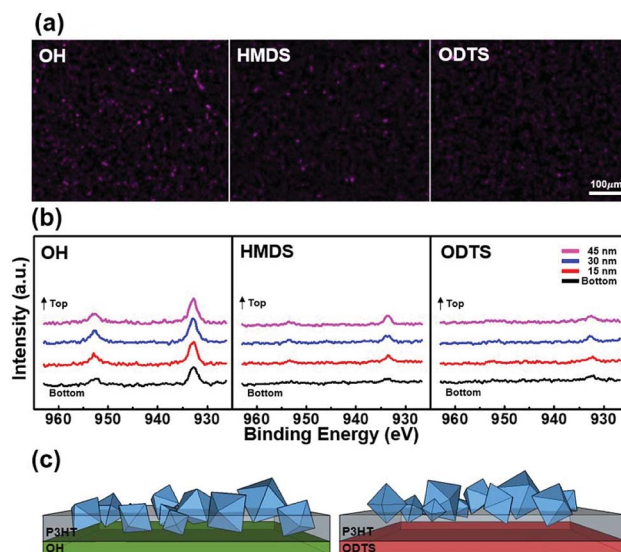 (a)
OH
HMDS
ODTS
100μm
(b)
Intensity (a.u.)
OH
HMDS
ODTS
45 nm
30 nm
15 nm
Bottom
Top
Top
Top
Bottom
Bottom
Bottom
960 950 940 930
960 950 940 930
960 950 940 930
Binding Energy (eV)
(c)
P3HT
OH
P3HT
ODTS